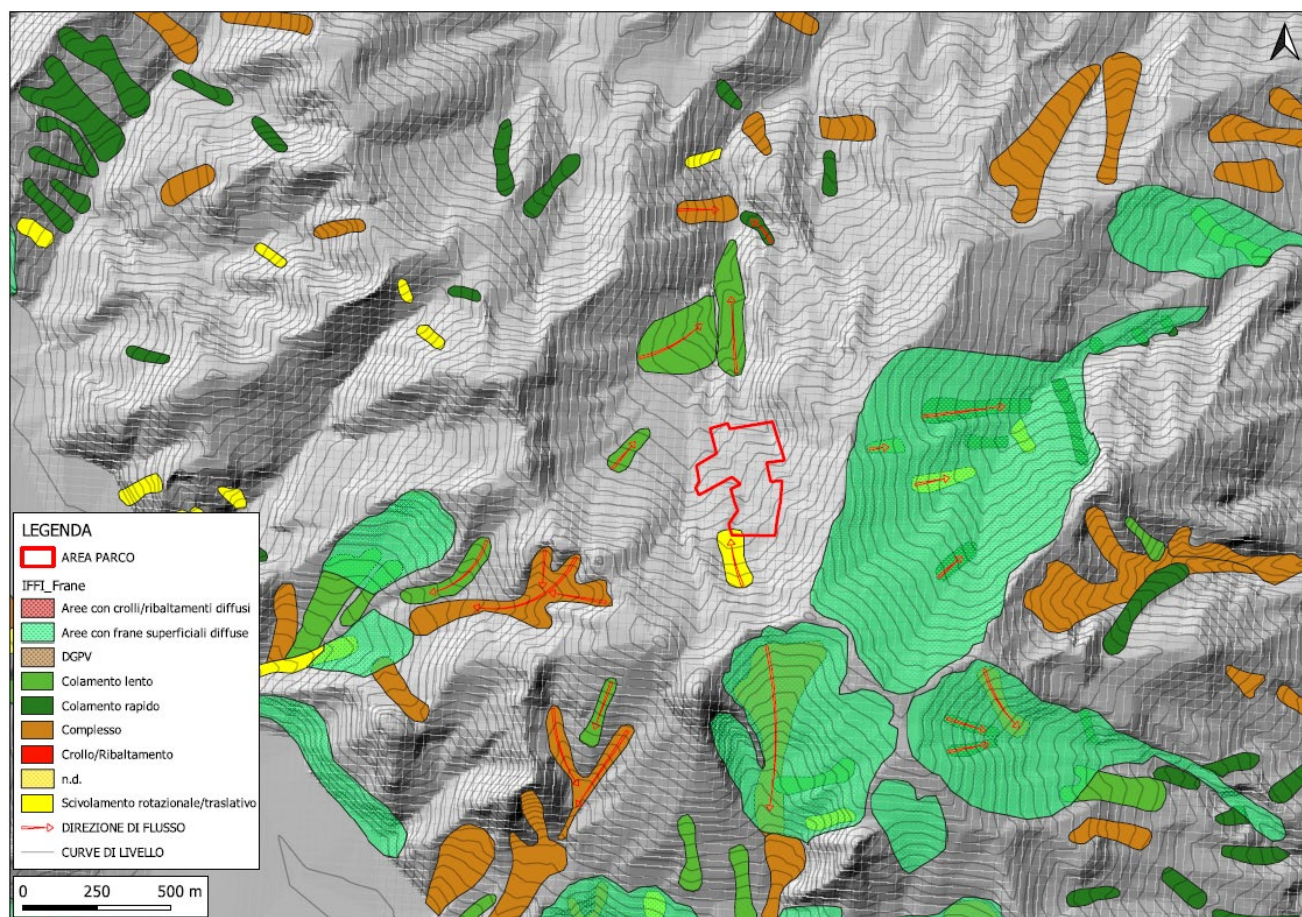 LEGENDA
AREA PARCO
IFFI_Frane
Aree con crolli/ribaltamenti diffusi
Aree con frane superficiali diffuse
DGPV
Colamento lento
Colamento rapido
Complesso
Crollo/Ribaltamento
n.d.
Scivolamento rotazionale/traslativo
DIREZIONE DI FLUSSO
CURVE DI LIVELLO
0 250 500 m